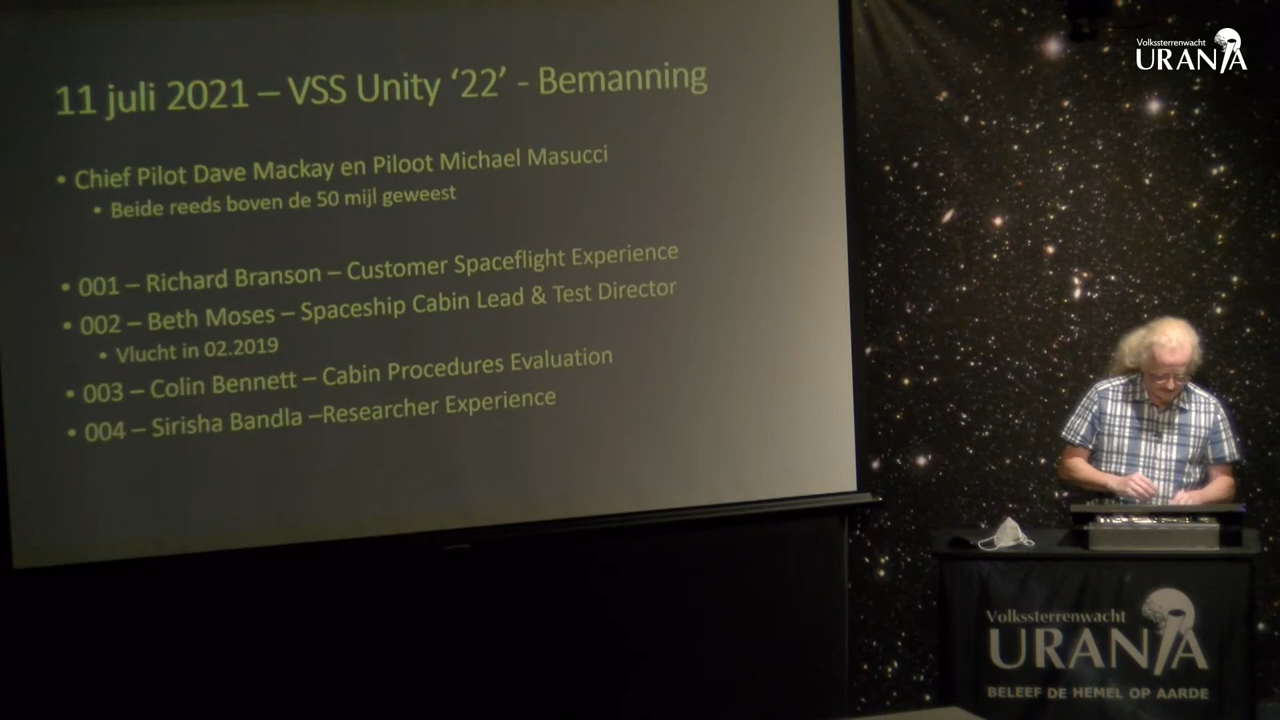 11 juli 2021 – VSS Unity ‘22’ - Bemanning
• Chief Pilot Dave Mackay en Piloot Michael Masucci
• Beide reeds boven de 50 mijl geweest
• 001 – Richard Branson – Customer Spaceflight Experience
• 002 – Beth Moses – Spaceship Cabin Lead & Test Director
• Vlucht in 02.2019
• 003 – Colin Bennett – Cabin Procedures Evaluation
• 004 – Sirisha Bandla –Researcher Experience
Volkssterrenwacht
URANIA
Volkssterrenwacht
URANIA
BELEEF DE HEMEL OP AARDE